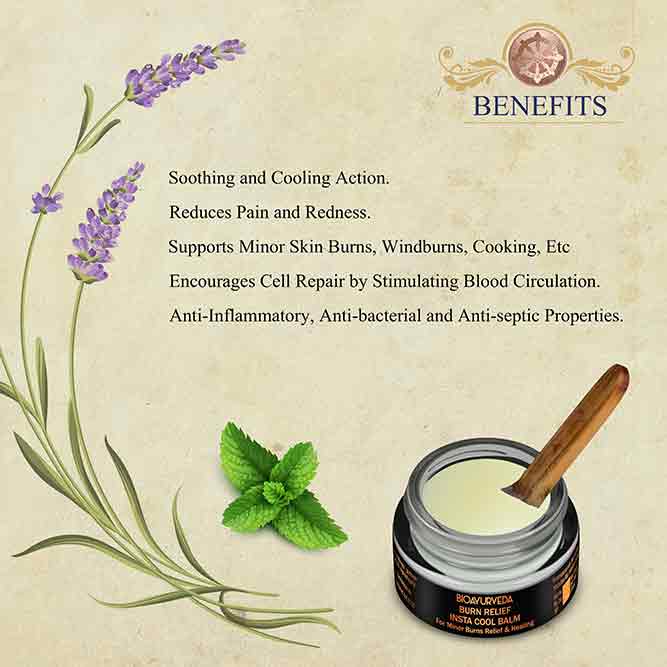 BENEFITS
Soothing and Cooling Action.
Reduces Pain and Redness.
Supports Minor Skin Burns, Windburns, Cooking, Etc
Encourages Cell Repair by Stimulating Blood Circulation.
Anti-Inflammatory, Anti-bacterial and Anti-septic Properties.
BIOAYURVEDA
BURN RELIEF
INSTA COOL BALM
For Minor Burns Relief & Healing